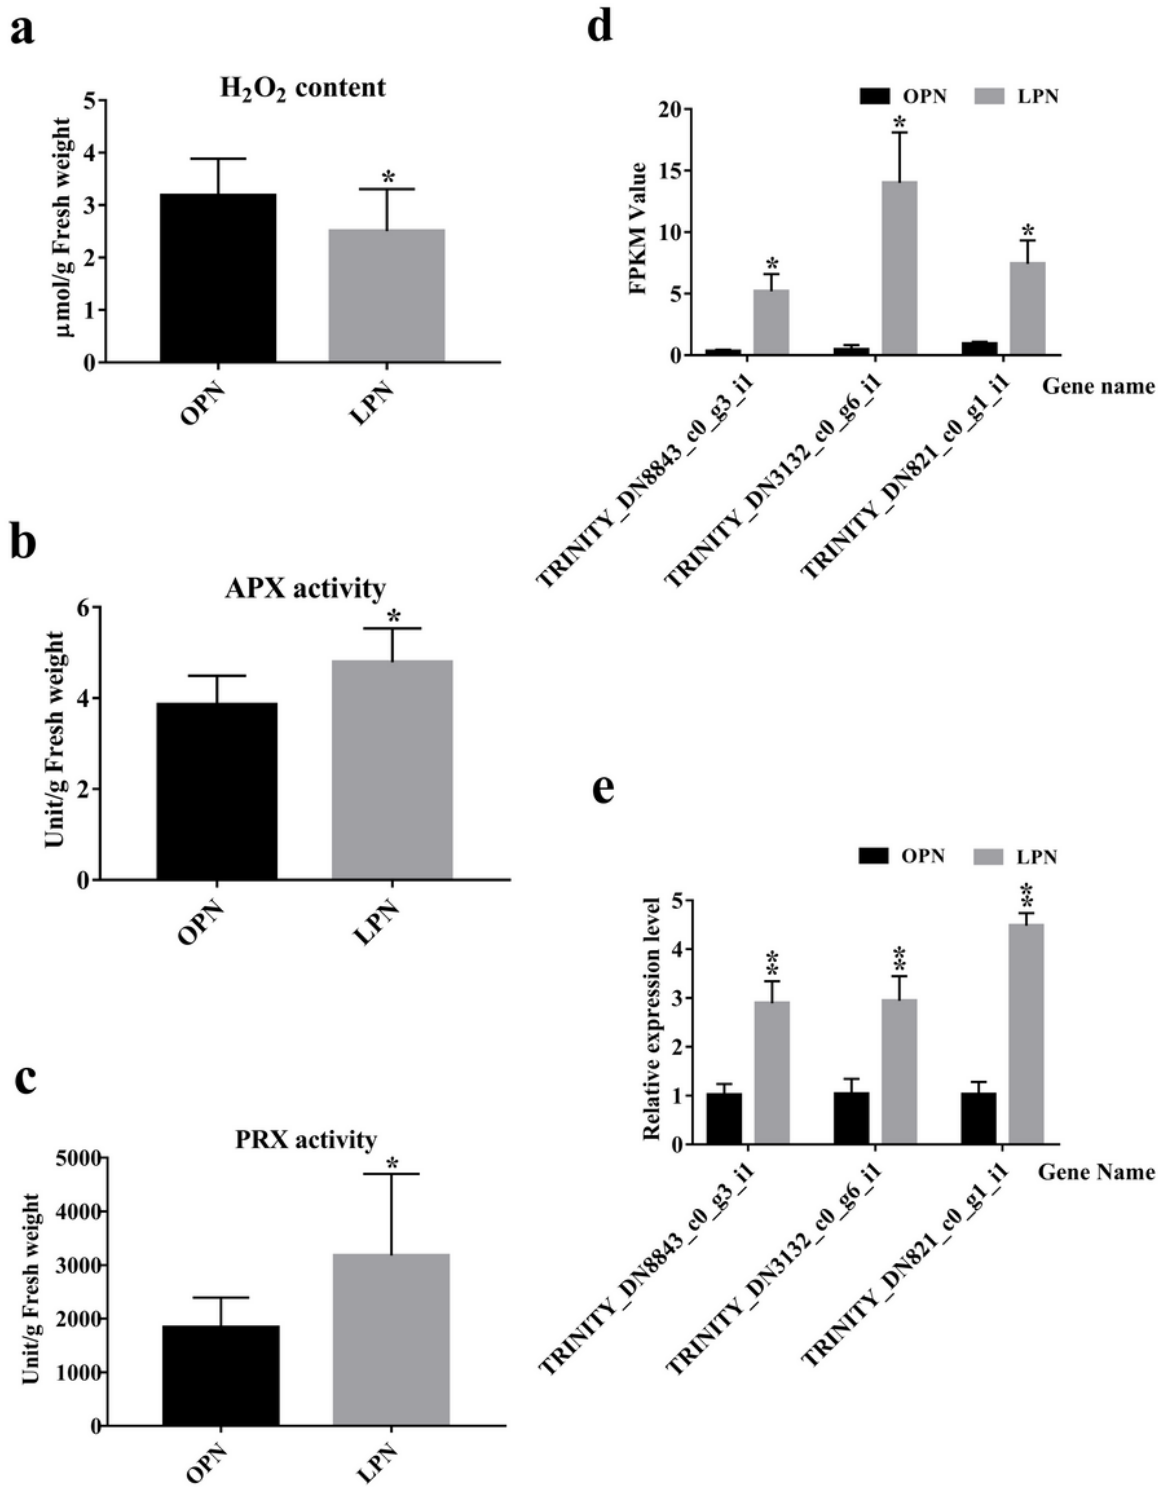 a
H₂O₂ content
µmol/g Fresh weight
5
4
3
2
1
0
*
OPN
LPN
b
APX activity
Unit/g Fresh weight
6
4
2
0
*
OPN
LPN
c
PRX activity
Unit/g Fresh weight
5000
4000
3000
2000
1000
0
*
OPN
LPN
d
OPN LPN
FPKM Value
20
15
10
5
0
* * *
TRINITY_DN8843_c0_g3_i1
TRINITY_DN3132_c0_g6_i1
TRINITY_DN821_c0_g1_i1
Gene name
e
OPN LPN
Relative expression level
5
4
3
2
1
0
** ** **
TRINITY_DN8843_c0_g3_i1
TRINITY_DN3132_c0_g6_i1
TRINITY_DN821_c0_g1_i1
Gene Name